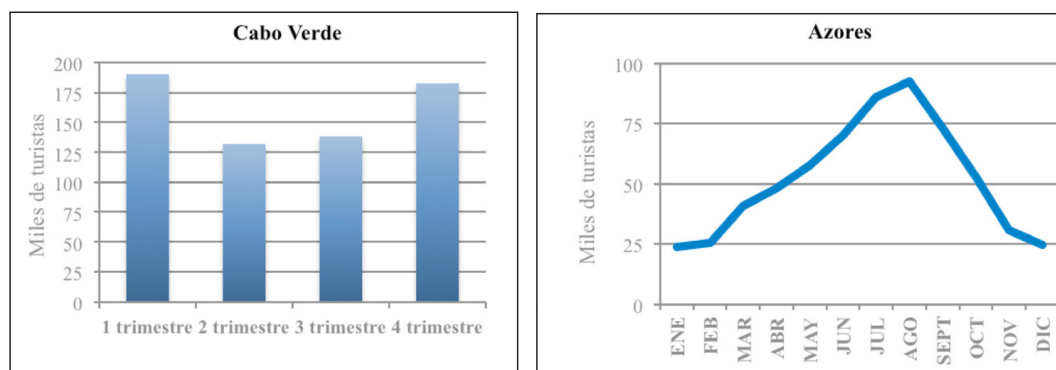 Cabo Verde
Miles de turistas
200
175
150
125
100
75
50
25
0
1 trimestre 2 trimestre 3 trimestre 4 trimestre
Azores
Miles de turistas
100
75
50
25
0
ENE
FEB
MAR
ABR
MAY
JUN
JUL
AGO
SEPT
OCT
NOV
DIC